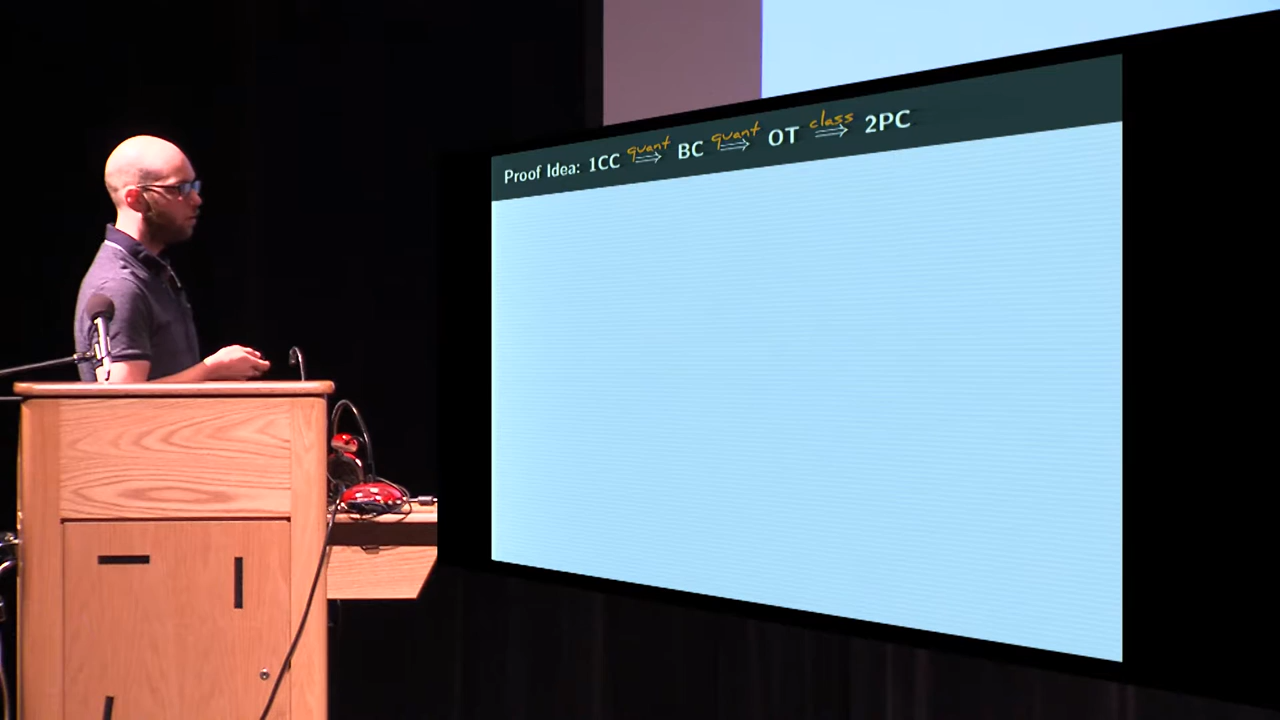 Proof Idea: 1CC quant⟹ BC quant⟹ OT class⟹ 2PC